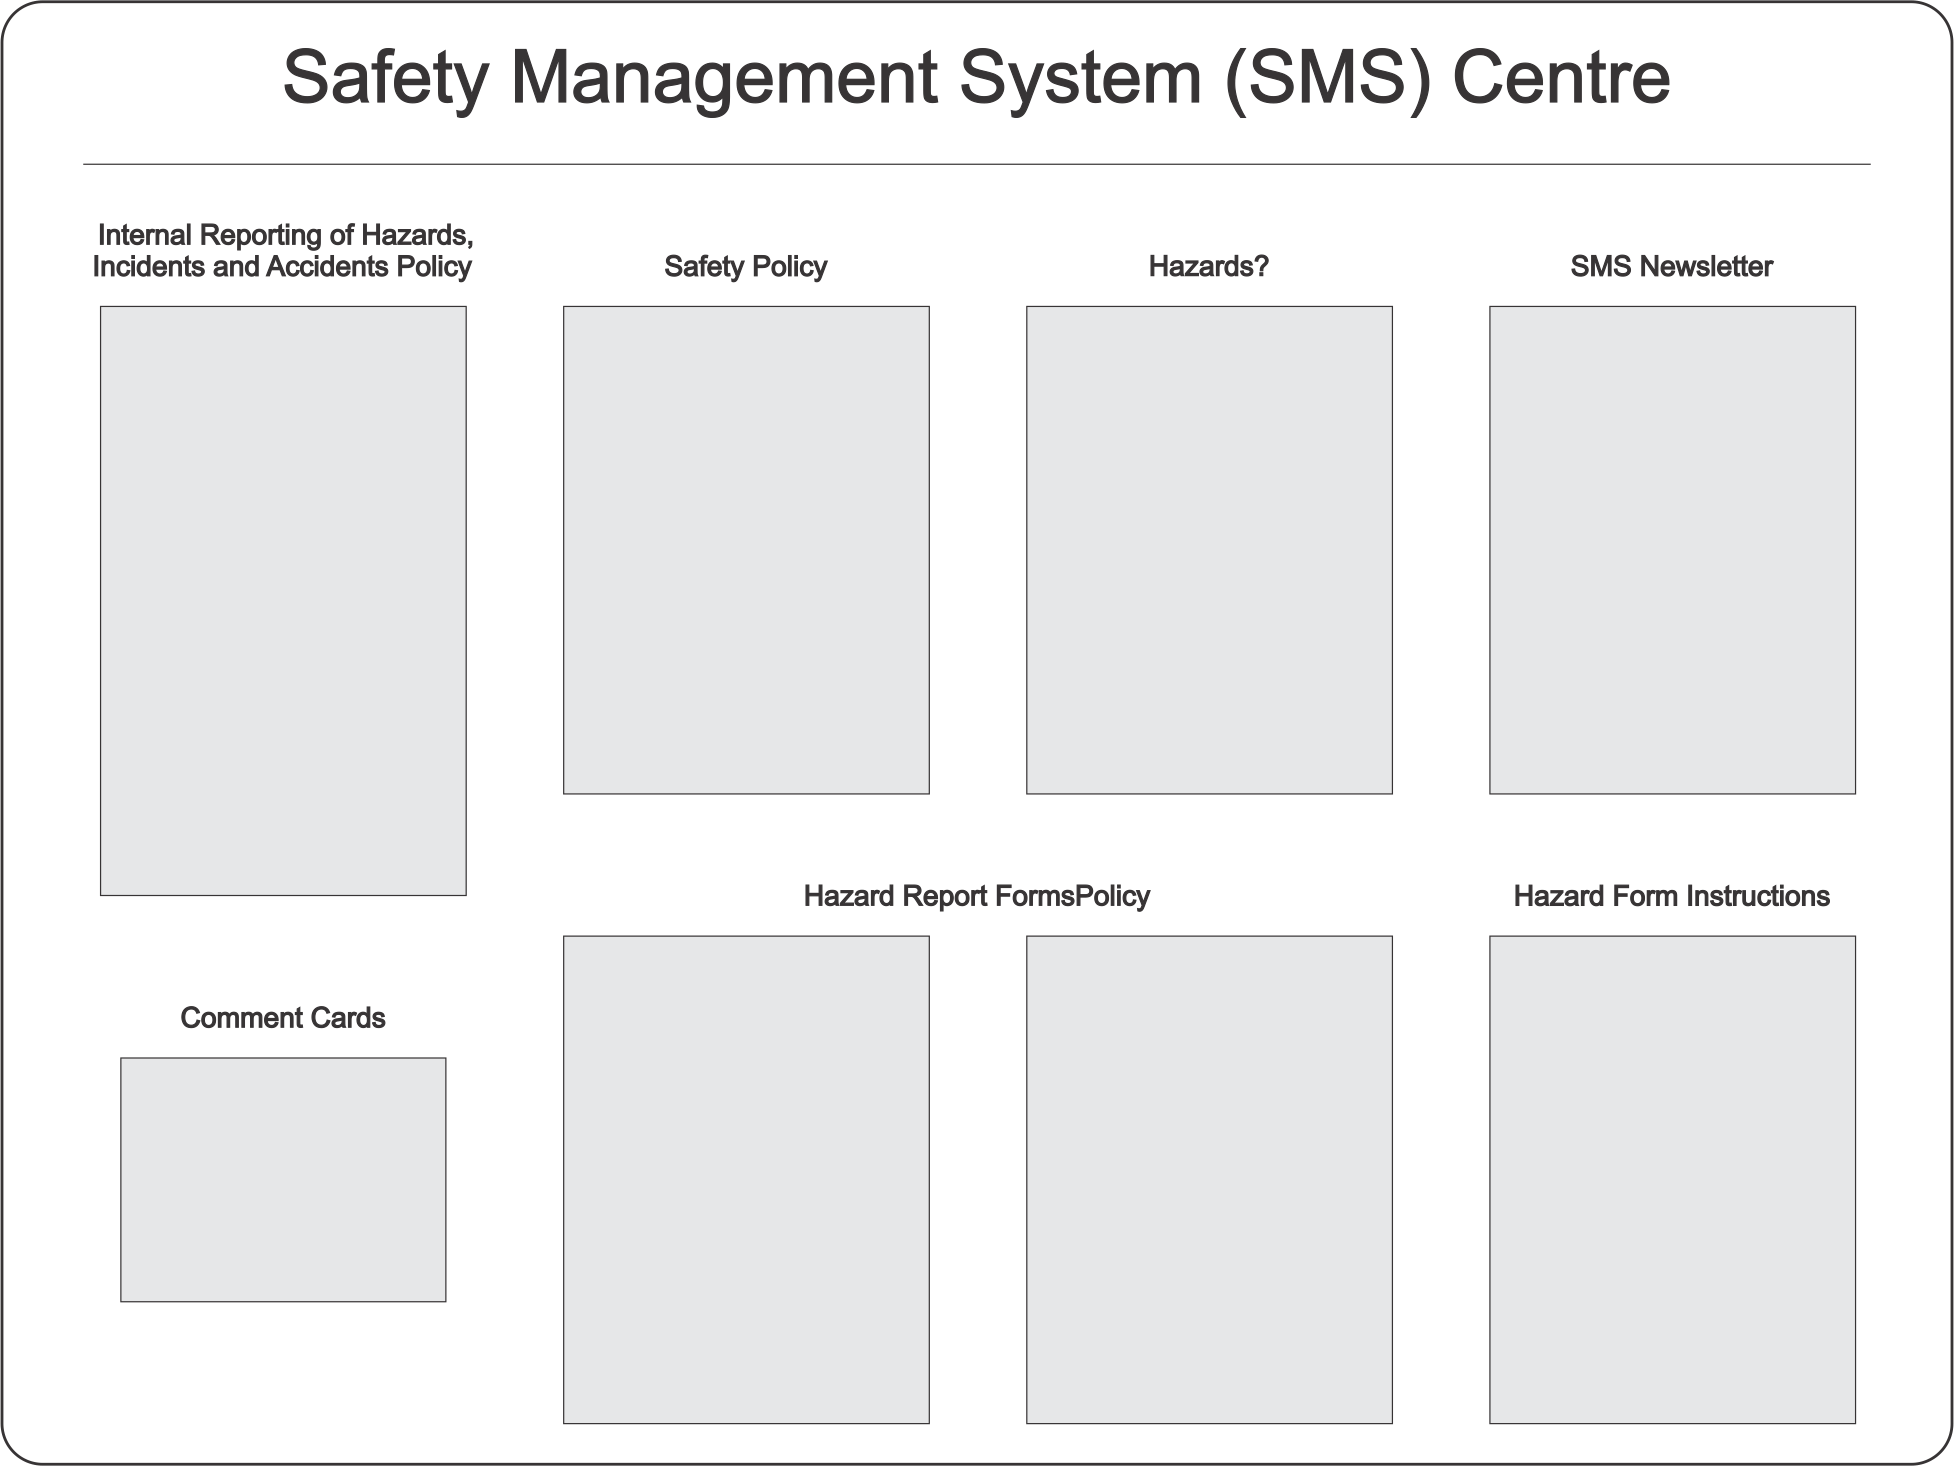 Safety Management System (SMS) Centre
Internal Reporting of Hazards,
Incidents and Accidents Policy
Safety Policy
Hazards?
SMS Newsletter
Hazard Report FormsPolicy
Hazard Form Instructions
Comment Cards